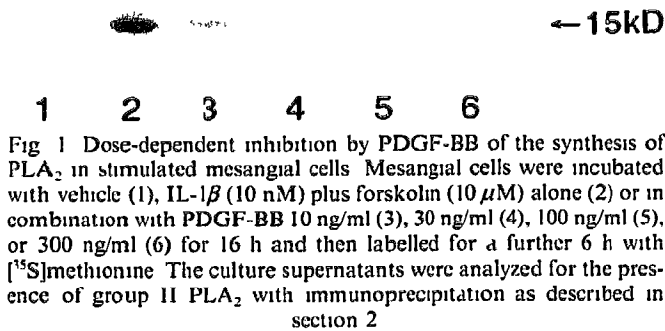 ←15kD
1 2 3 4 5 6
Fig 1 Dose-dependent inhibition by PDGF-BB of the synthesis of
PLA₂ in stimulated mesangial cells Mesangial cells were incubated
with vehicle (1), IL-1β (10 nM) plus forskolin (10 μM) alone (2) or in
combination with PDGF-BB 10 ng/ml (3), 30 ng/ml (4), 100 ng/ml (5),
or 300 ng/ml (6) for 16 h and then labelled for a further 6 h with
[³⁵S]methionine The culture supernatants were analyzed for the pres-
ence of group II PLA₂ with immunoprecipitation as described in
section 2